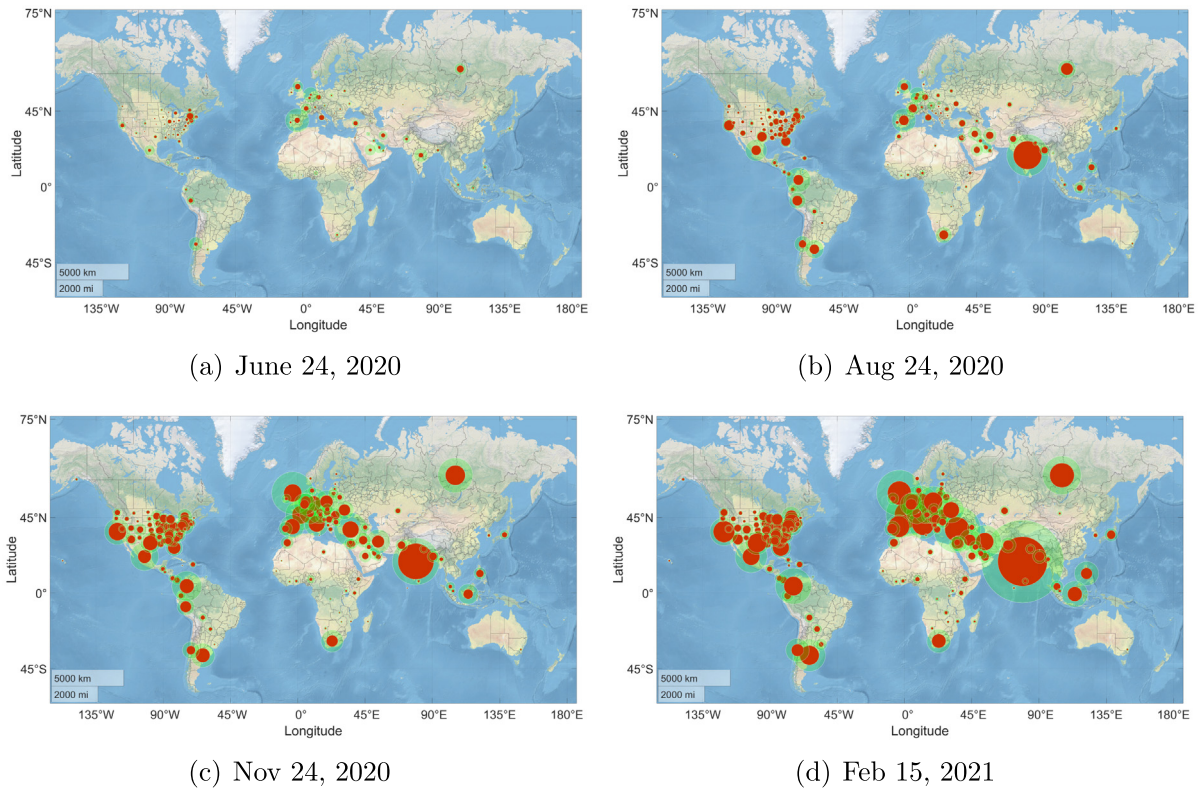 75°N
45°N
0°
45°S
Latitude
5000 km
2000 mi
135°W 90°W 45°W 0° 45°E 90°E 135°E 180°E
Longitude
(a) June 24, 2020
75°N
45°N
0°
45°S
Latitude
5000 km
2000 mi
135°W 90°W 45°W 0° 45°E 90°E 135°E 180°E
Longitude
(b) Aug 24, 2020
75°N
45°N
0°
45°S
Latitude
5000 km
2000 mi
135°W 90°W 45°W 0° 45°E 90°E 135°E 180°E
Longitude
(c) Nov 24, 2020
75°N
45°N
0°
45°S
Latitude
5000 km
2000 mi
135°W 90°W 45°W 0° 45°E 90°E 135°E 180°E
Longitude
(d) Feb 15, 2021